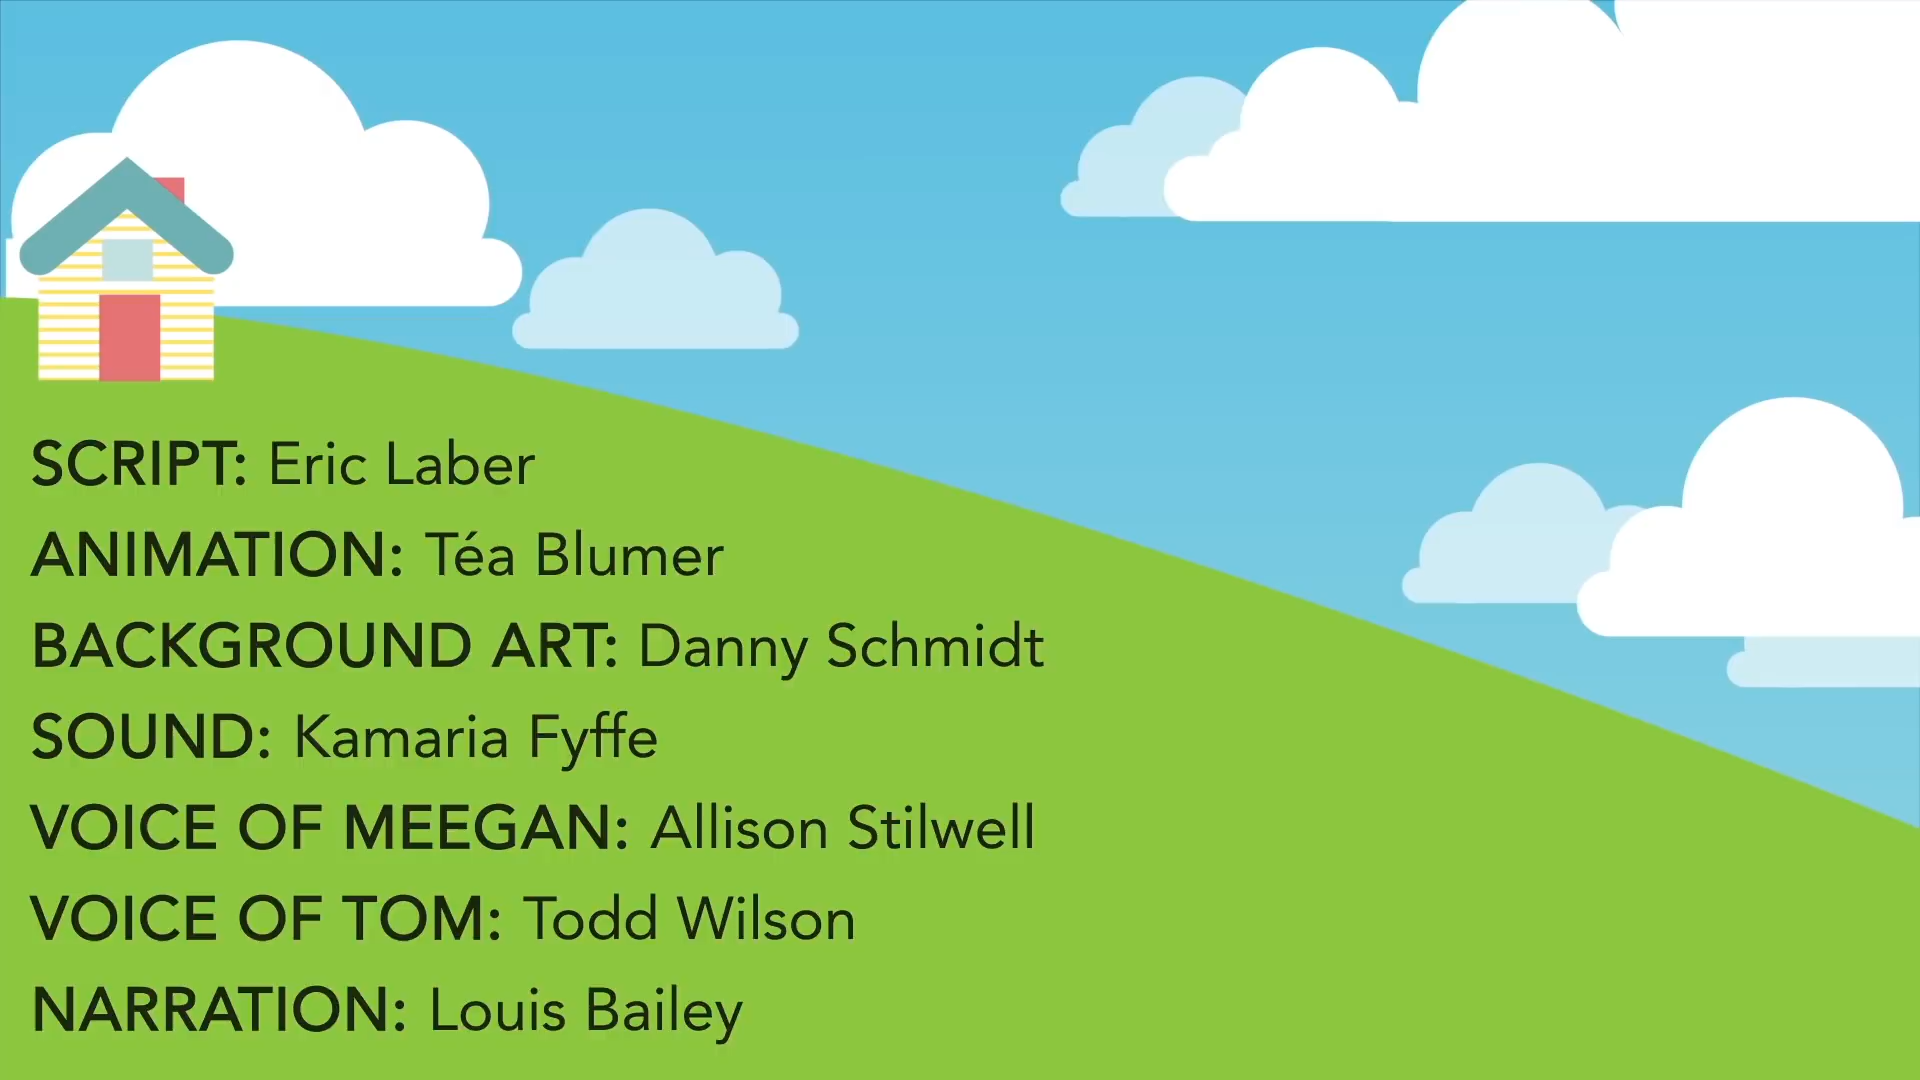 SCRIPT: Eric Laber
ANIMATION: Téa Blumer
BACKGROUND ART: Danny Schmidt
SOUND: Kamaria Fyffe
VOICE OF MEEGAN: Allison Stilwell
VOICE OF TOM: Todd Wilson
NARRATION: Louis Bailey